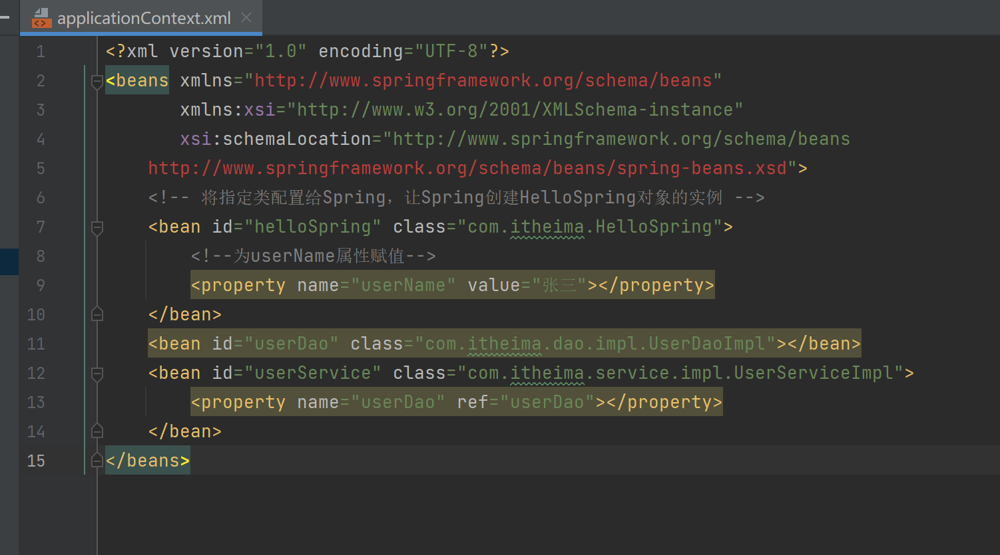 applicationContext.xml
1 <?xml version="1.0" encoding="UTF-8"?>
2 <beans xmlns="http://www.springframework.org/schema/beans"
3 xmlns:xsi="http://www.w3.org/2001/XMLSchema-instance"
4 xsi:schemaLocation="http://www.springframework.org/schema/beans
5 http://www.springframework.org/schema/beans/spring-beans.xsd">
6 <!-- 将指定类配置给Spring，让Spring创建HelloSpring对象的实例 -->
7 <bean id="helloSpring" class="com.itheima.HelloSpring">
8 <!--为userName属性赋值-->
9 <property name="userName" value="张三"></property>
10 </bean>
11 <bean id="userDao" class="com.itheima.dao.impl.UserDaoImpl"></bean>
12 <bean id="userService" class="com.itheima.service.impl.UserServiceImpl">
13 <property name="userDao" ref="userDao"></property>
14 </bean>
15 </beans>